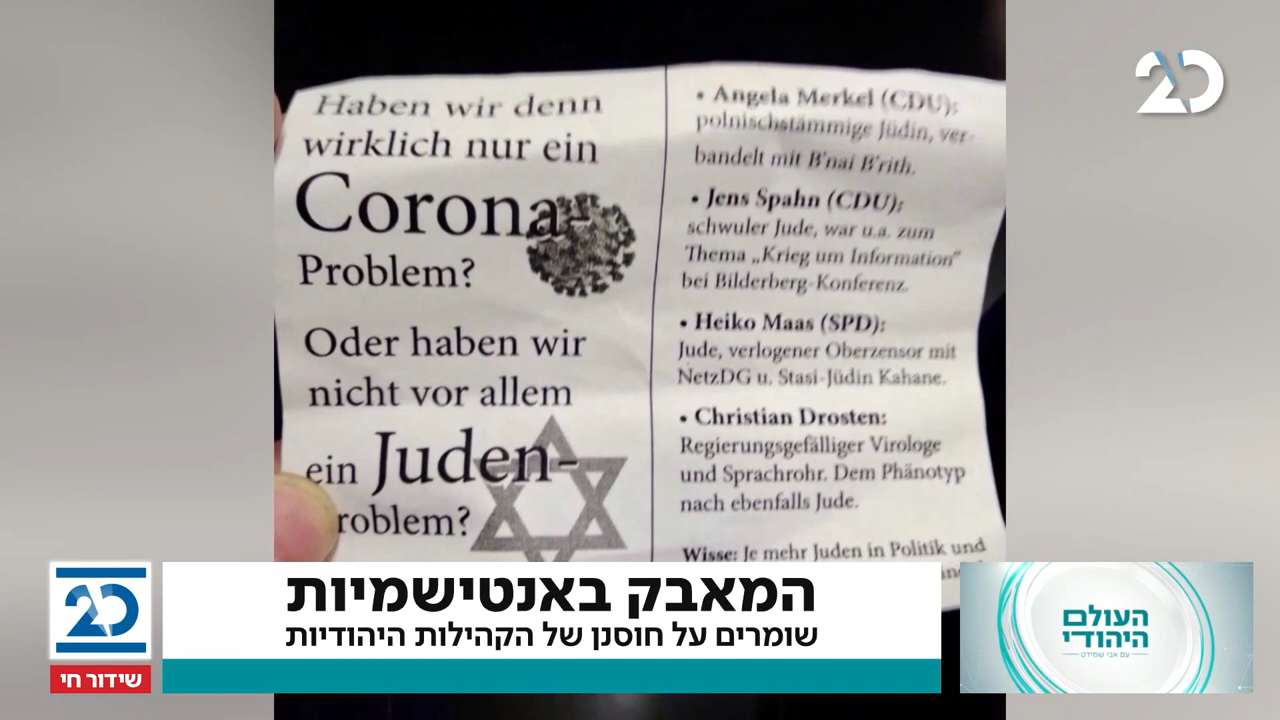 20
Haben wir denn
wirklich nur ein
Corona-
Problem?
Oder haben wir
nicht vor allem
ein Juden-
roblem?
• Angela Merkel (CDU):
polnischstämmige Jüdin, ver-
bandelt mit B'nai B'rith.
• Jens Spahn (CDU):
schwuler Jude, war u.a. zum
Thema „Krieg um Information"
bei Bilderberg-Konferenz.
• Heiko Maas (SPD):
Jude, verlogener Oberzensor mit
NetzDG u. Stasi-Jüdin Kahane.
• Christian Drosten:
Regierungsgefälliger Virologe
und Sprachrohr. Dem Phänotyp
nach ebenfalls Jude.
Wisse: Je mehr Juden in Politik und
20
שידור חי
המאבק באנטישמיות
שומרים על חוסנן של הקהילות היהודיות
העולם
היהודי
עם אבי שמידט